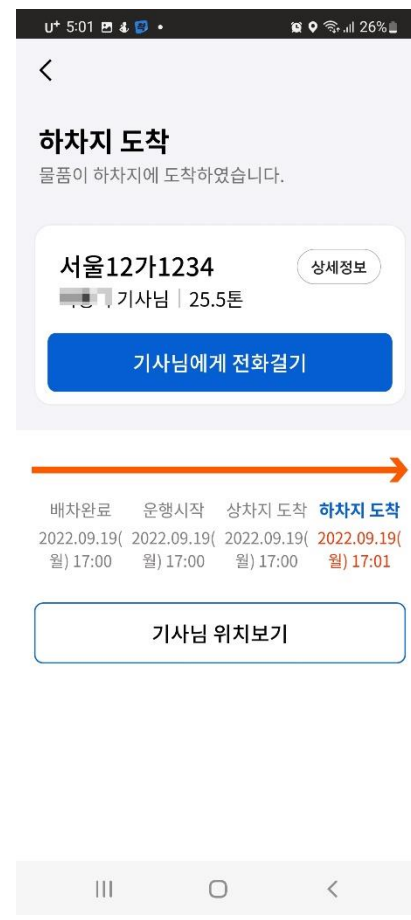 U+ 5:01
26%
하차지 도착
물품이 하차지에 도착하였습니다.
서울12가1234
상세정보
기사님 | 25.5톤
기사님에게 전화걸기
배차완료 운행시작 상차지 도착 하차지 도착
2022.09.19( 2022.09.19( 2022.09.19( 2022.09.19(
월) 17:00 월) 17:00 월) 17:00 월) 17:01
기사님 위치보기